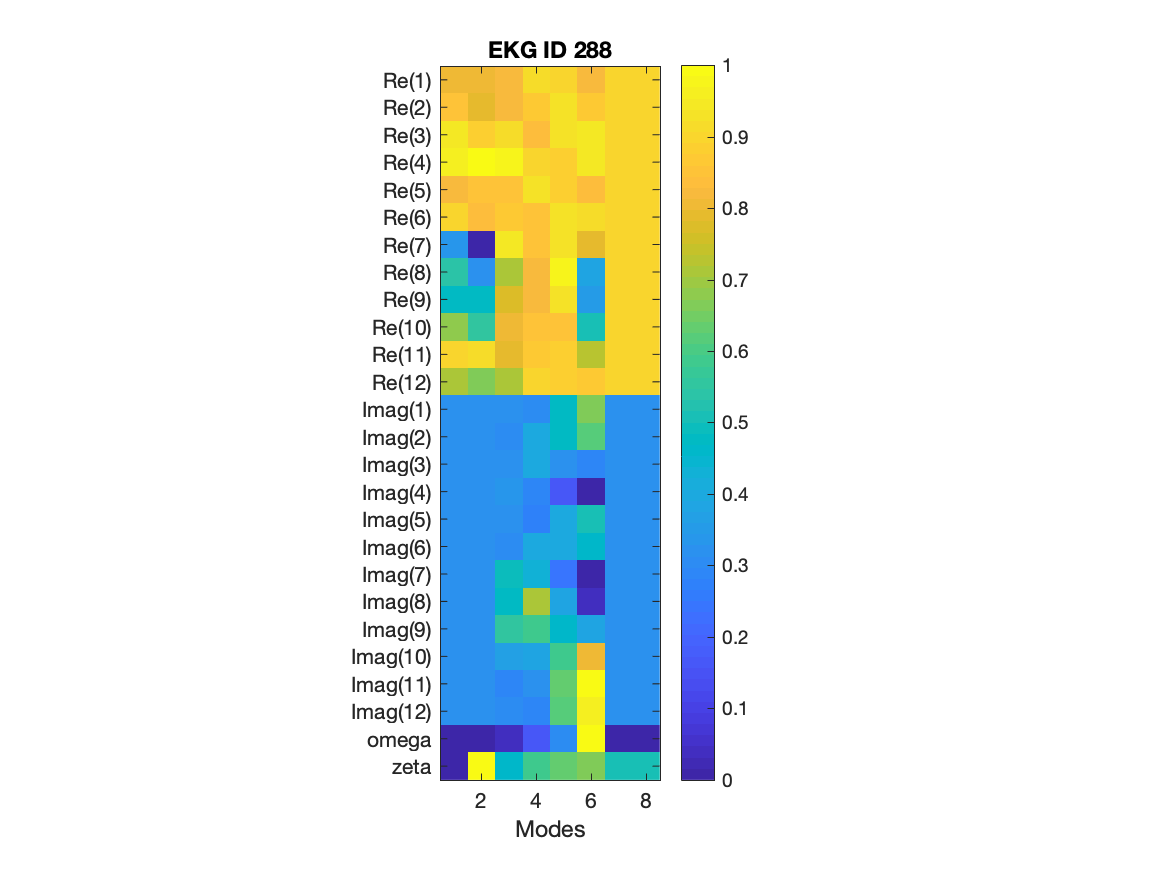 EKG ID 288
Re(1)
Re(2)
Re(3)
Re(4)
Re(5)
Re(6)
Re(7)
Re(8)
Re(9)
Re(10)
Re(11)
Re(12)
Imag(1)
Imag(2)
Imag(3)
Imag(4)
Imag(5)
Imag(6)
Imag(7)
Imag(8)
Imag(9)
Imag(10)
Imag(11)
Imag(12)
omega
zeta
2 4 6 8
Modes
1
0.9
0.8
0.7
0.6
0.5
0.4
0.3
0.2
0.1
0